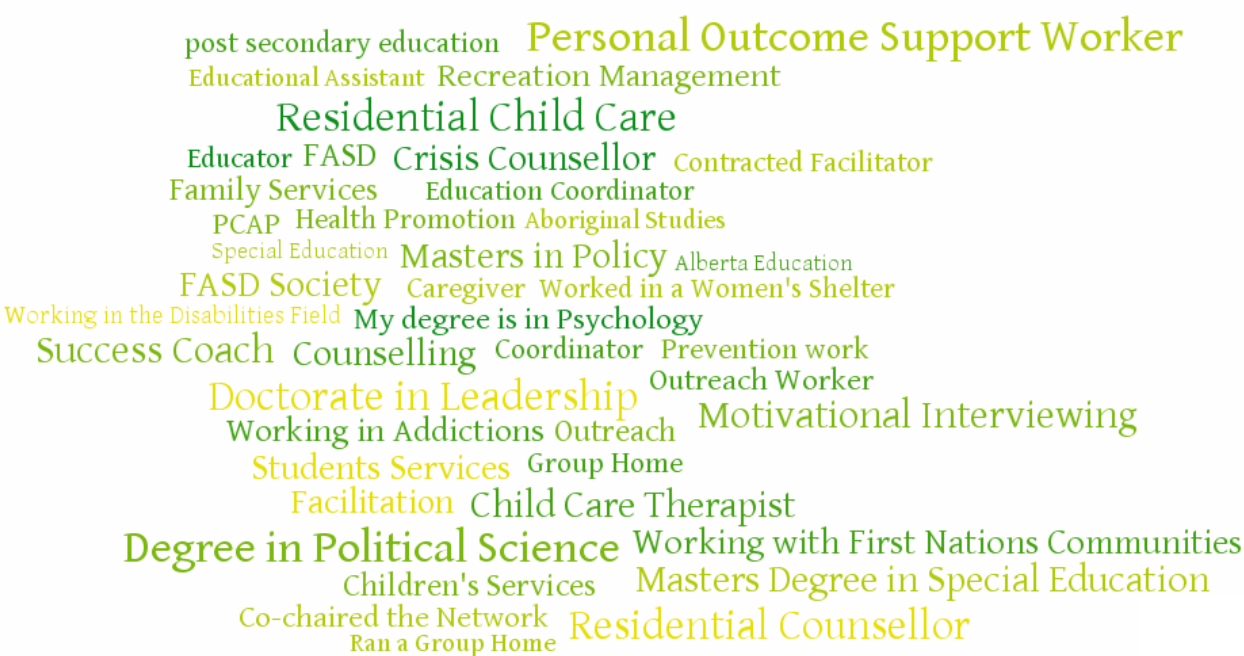 post secondary education Personal Outcome Support Worker
Educational Assistant Recreation Management
Residential Child Care
Educator FASD Crisis Counsellor Contracted Facilitator
Family Services Education Coordinator
PCAP Health Promotion Aboriginal Studies
Special Education Masters in Policy Alberta Education
FASD Society Caregiver Worked in a Women's Shelter
Working in the Disabilities Field My degree is in Psychology
Success Coach Counselling Coordinator Prevention work
Doctorate in Leadership Outreach Worker
Working in Addictions Outreach Motivational Interviewing
Students Services Group Home
Facilitation Child Care Therapist
Degree in Political Science Working with First Nations Communities
Children's Services Masters Degree in Special Education
Co-chaired the Network Residential Counsellor
Ran a Group Home